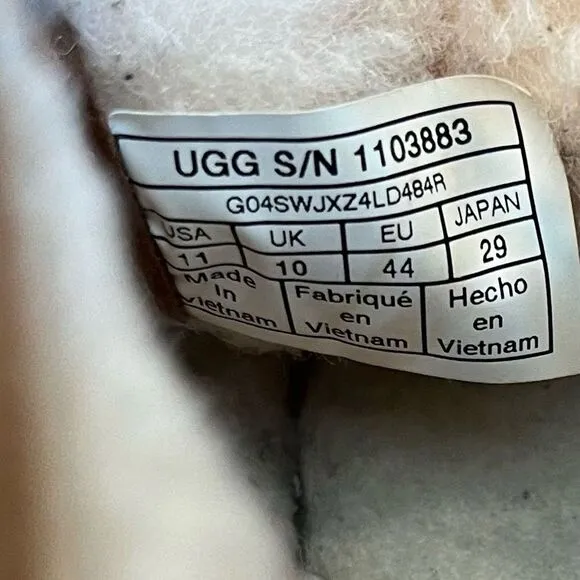 UGG S/N 1103883
G04SWJXZ4LD484R
USA UK EU JAPAN
11 10 44 29
Made in Vietnam
Fabriqué en Vietnam
Hecho en Vietnam